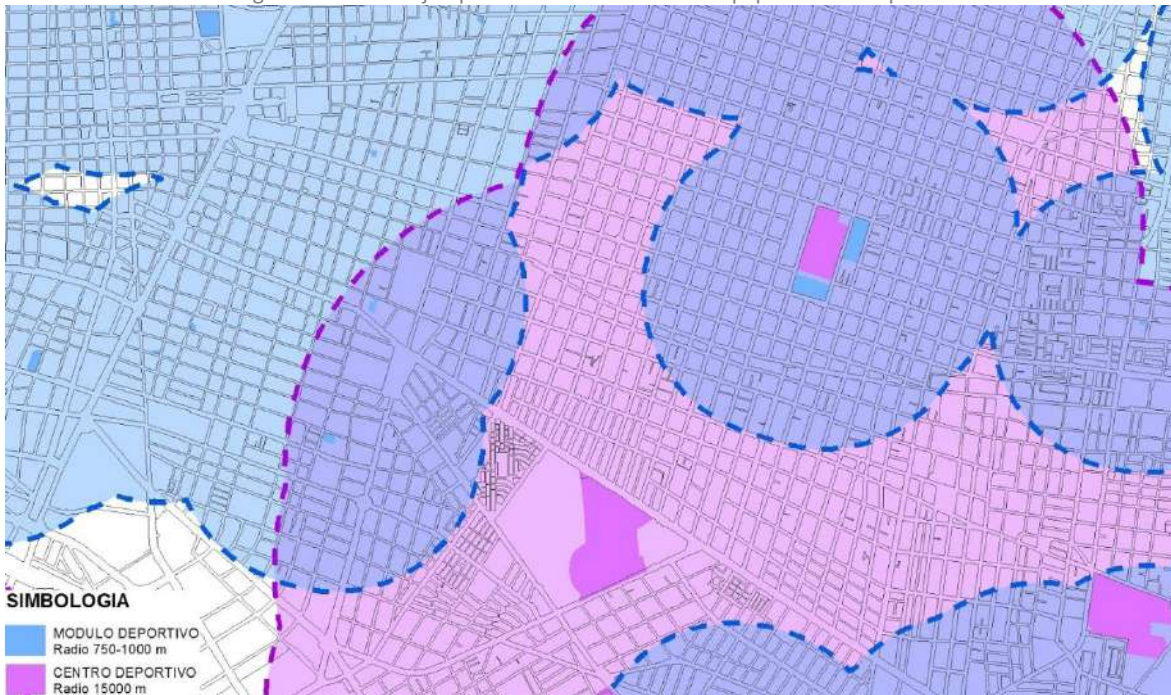 SIMBOLOGIA
MODULO DEPORTIVO
Radio 750-1000 m
CENTRO DEPORTIVO
Radio 15000 m